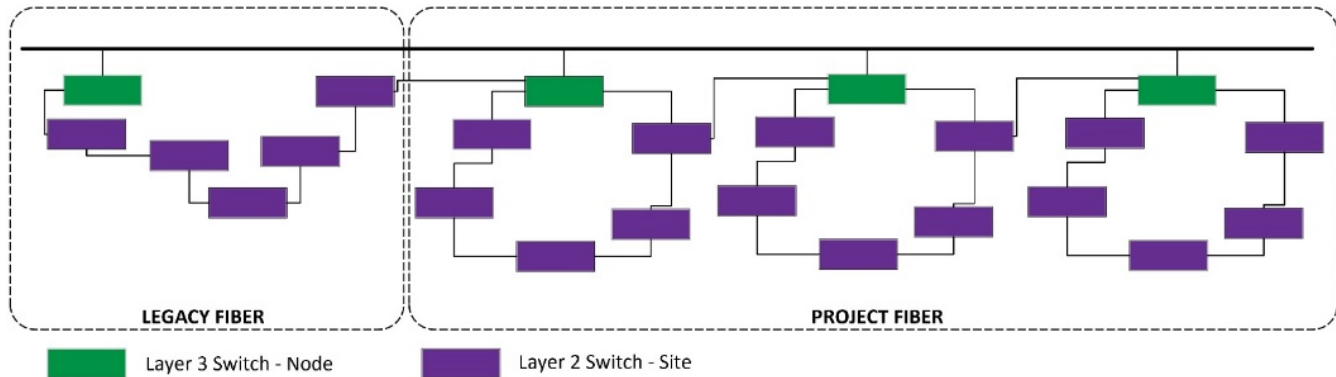 LEGACY FIBER
PROJECT FIBER
Layer 3 Switch - Node
Layer 2 Switch - Site